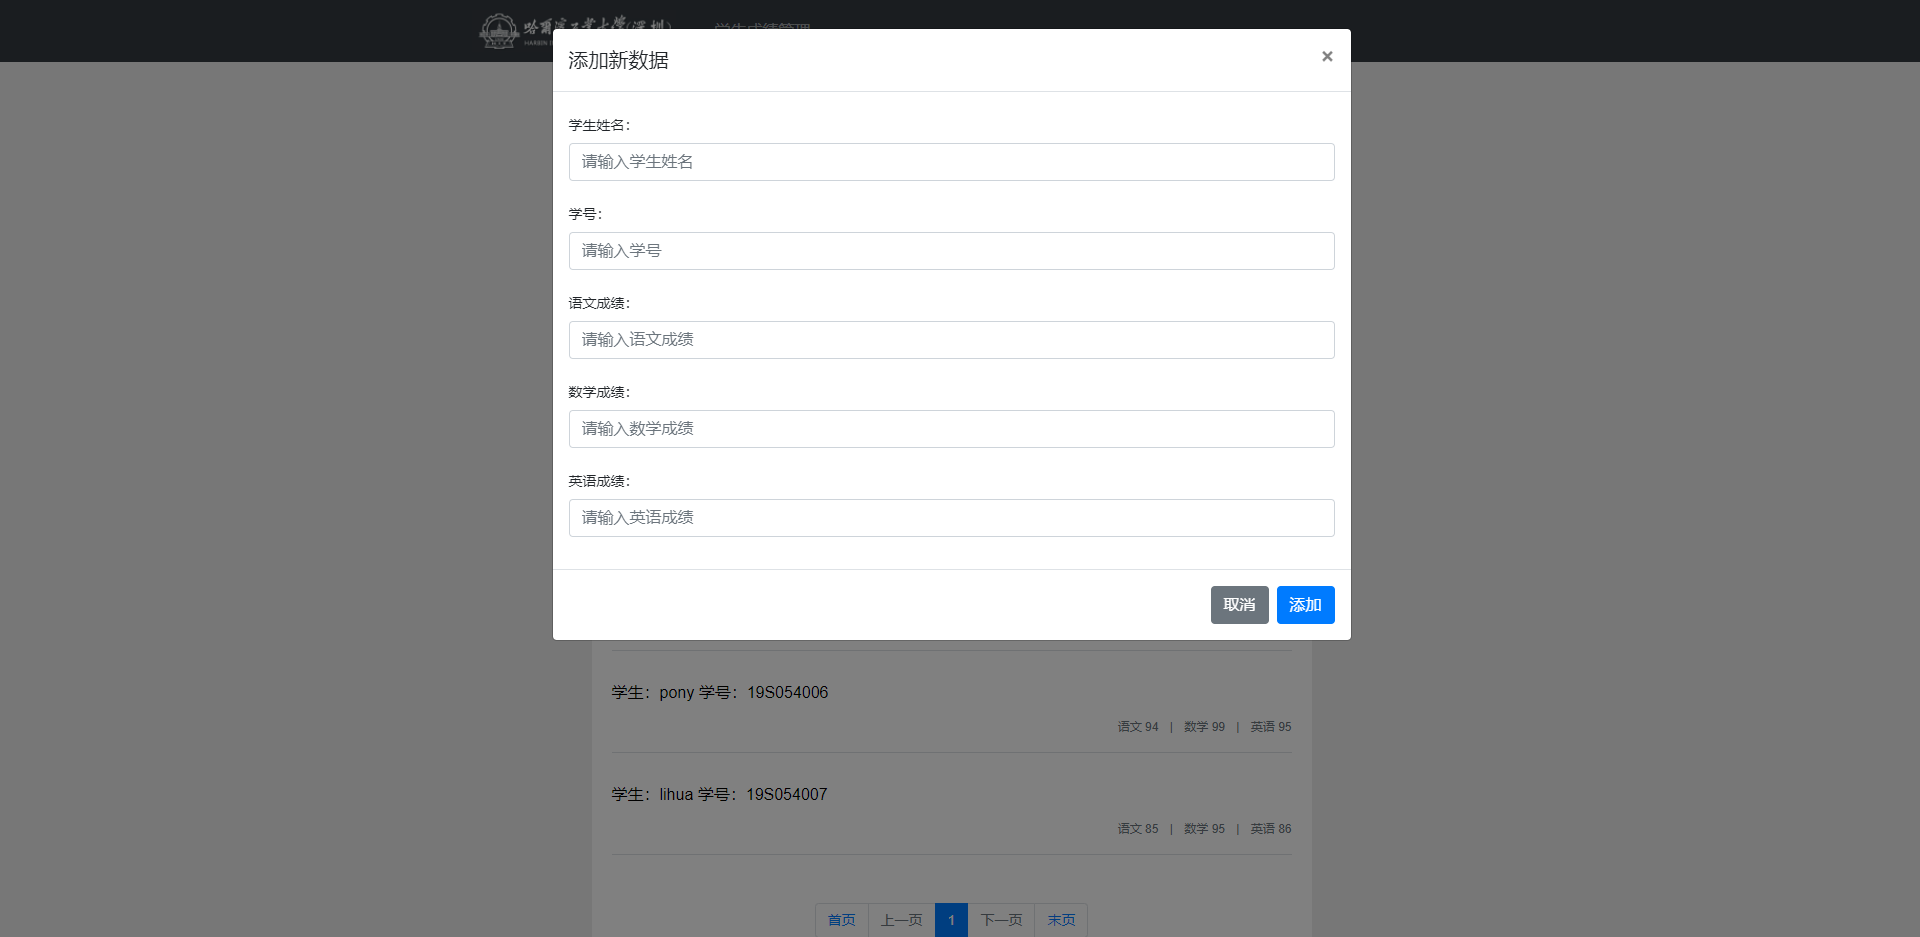 哈爾濱工業大學(深圳)
学生成绩管理
添加新数据
×
学生姓名：
请输入学生姓名
学号：
请输入学号
语文成绩：
请输入语文成绩
数学成绩：
请输入数学成绩
英语成绩：
请输入英语成绩
取消 添加
学生：pony 学号：19S054006
语文 94 | 数学 99 | 英语 95
学生：lihua 学号：19S054007
语文 85 | 数学 95 | 英语 86
首页 上一页 1 下一页 末页